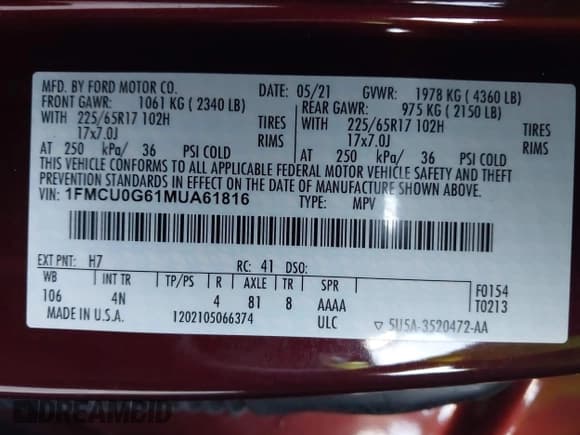 MFD. BY FORD MOTOR CO. DATE: 05/21 GVWR: 1978 KG ( 4360 LB)
FRONT GAWR: 1061 KG ( 2340 LB) REAR GAWR: 975 KG ( 2150 LB)
WITH 225/65R17 102H TIRES WITH 225/65R17 102H TIRES
17x7.0J RIMS 17x7.0J RIMS
AT 250 kPa/ 36 PSI COLD AT 250 kPa/ 36 PSI COLD
THIS VEHICLE CONFORMS TO ALL APPLICABLE FEDERAL MOTOR VEHICLE SAFETY AND THEFT
PREVENTION STANDARDS IN EFFECT ON THE DATE OF MANUFACTURE SHOWN ABOVE.
VIN: 1FMCU0G61MUA61816 TYPE: MPV
EXT PNT: H7 RC: 41 DSO:
WB INT TR TP/PS R AXLE TR SPR F0154
106 4N 4 81 8 AAAA T0213
MADE IN U.S.A. 1202105066374 ULC ▽ 5U5A-3520472-AA
DREAMBID